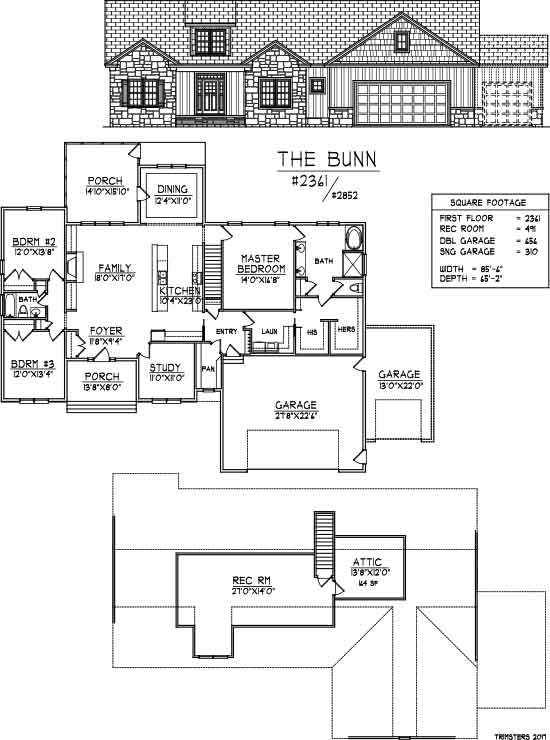 THE BUNN
#2361/
#2852
SQUARE FOOTAGE
FIRST FLOOR = 2361
REC ROOM = 491
DBL GARAGE = 656
SNG GARAGE = 310
WIDTH = 85'-6"
DEPTH = 65'-2"
PORCH
14'10"X15'10"
DINING
12'4"X11'0"
BDRM #2
12'0"X13'8"
FAMILY
18'0"X17'0"
KITCHEN
10'4"X23'0"
MASTER
BEDROOM
14'0"X16'8"
BATH
BATH
FOYER
11'8"X9'4"
ENTRY
LAUN
HIS
HERS
BDRM #3
12'0"X13'4"
PORCH
13'8"X8'0"
STUDY
11'0"X11'0"
PAN
GARAGE
27'8"X22'6"
GARAGE
13'0"X22'0"
REC RM
27'0"X14'0"
ATTIC
13'8"X12'0"
164 SF
TRIMSTERS 2017